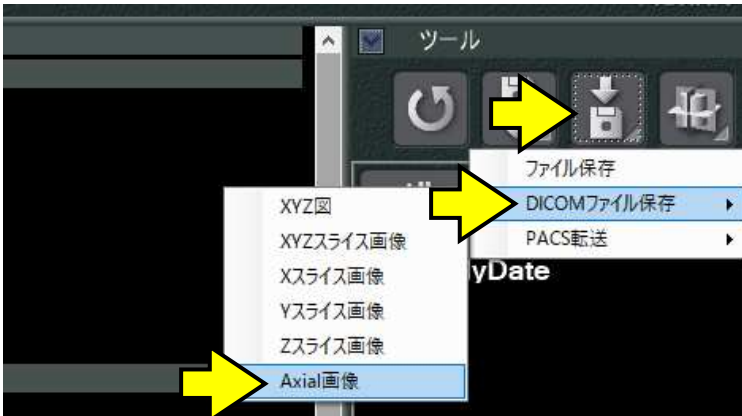 ツール
ファイル保存
DICOMファイル保存
PACS転送
yDate
XYZ図
XYZスライス画像
Xスライス画像
Yスライス画像
Zスライス画像
Axial画像